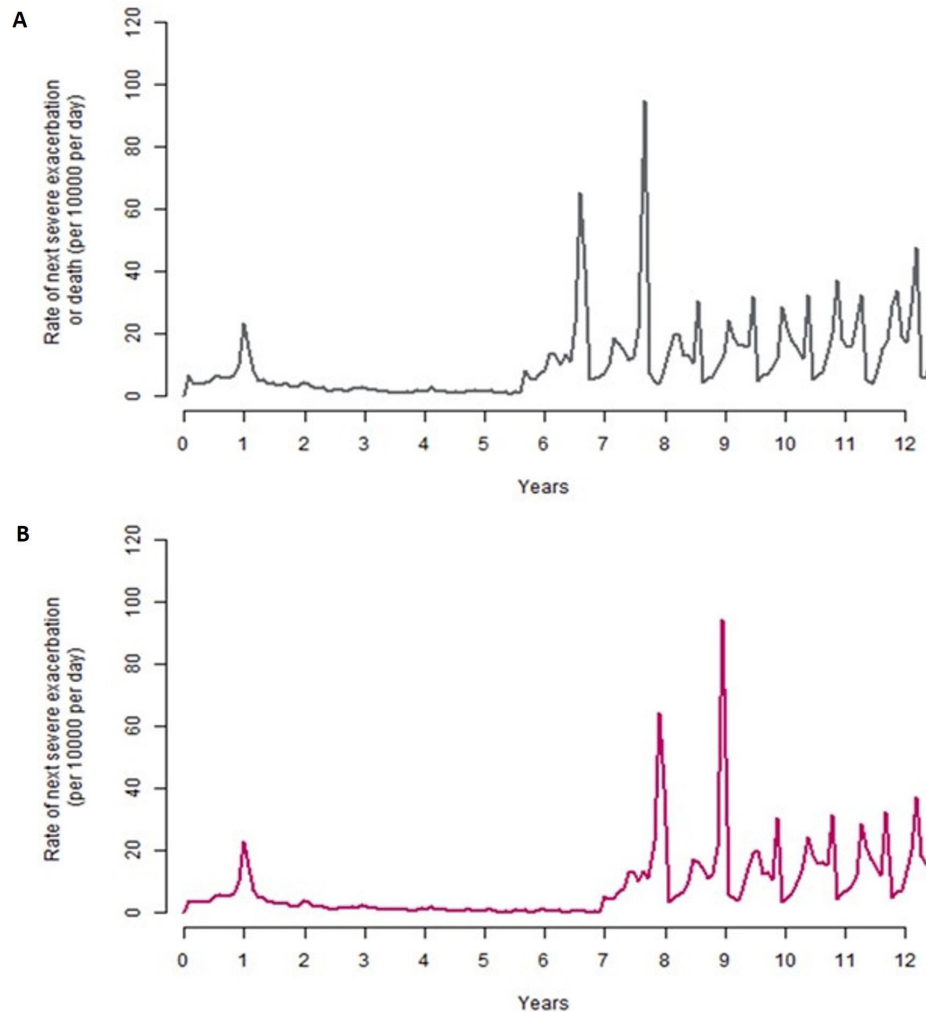 A
Rate of next severe exacerbation
or death (per 10000 per day)
120
100
80
60
40
20
0
0 1 2 3 4 5 6 7 8 9 10 11 12
Years
B
Rate of next severe exacerbation
(per 10000 per day)
120
100
80
60
40
20
0
0 1 2 3 4 5 6 7 8 9 10 11 12
Years